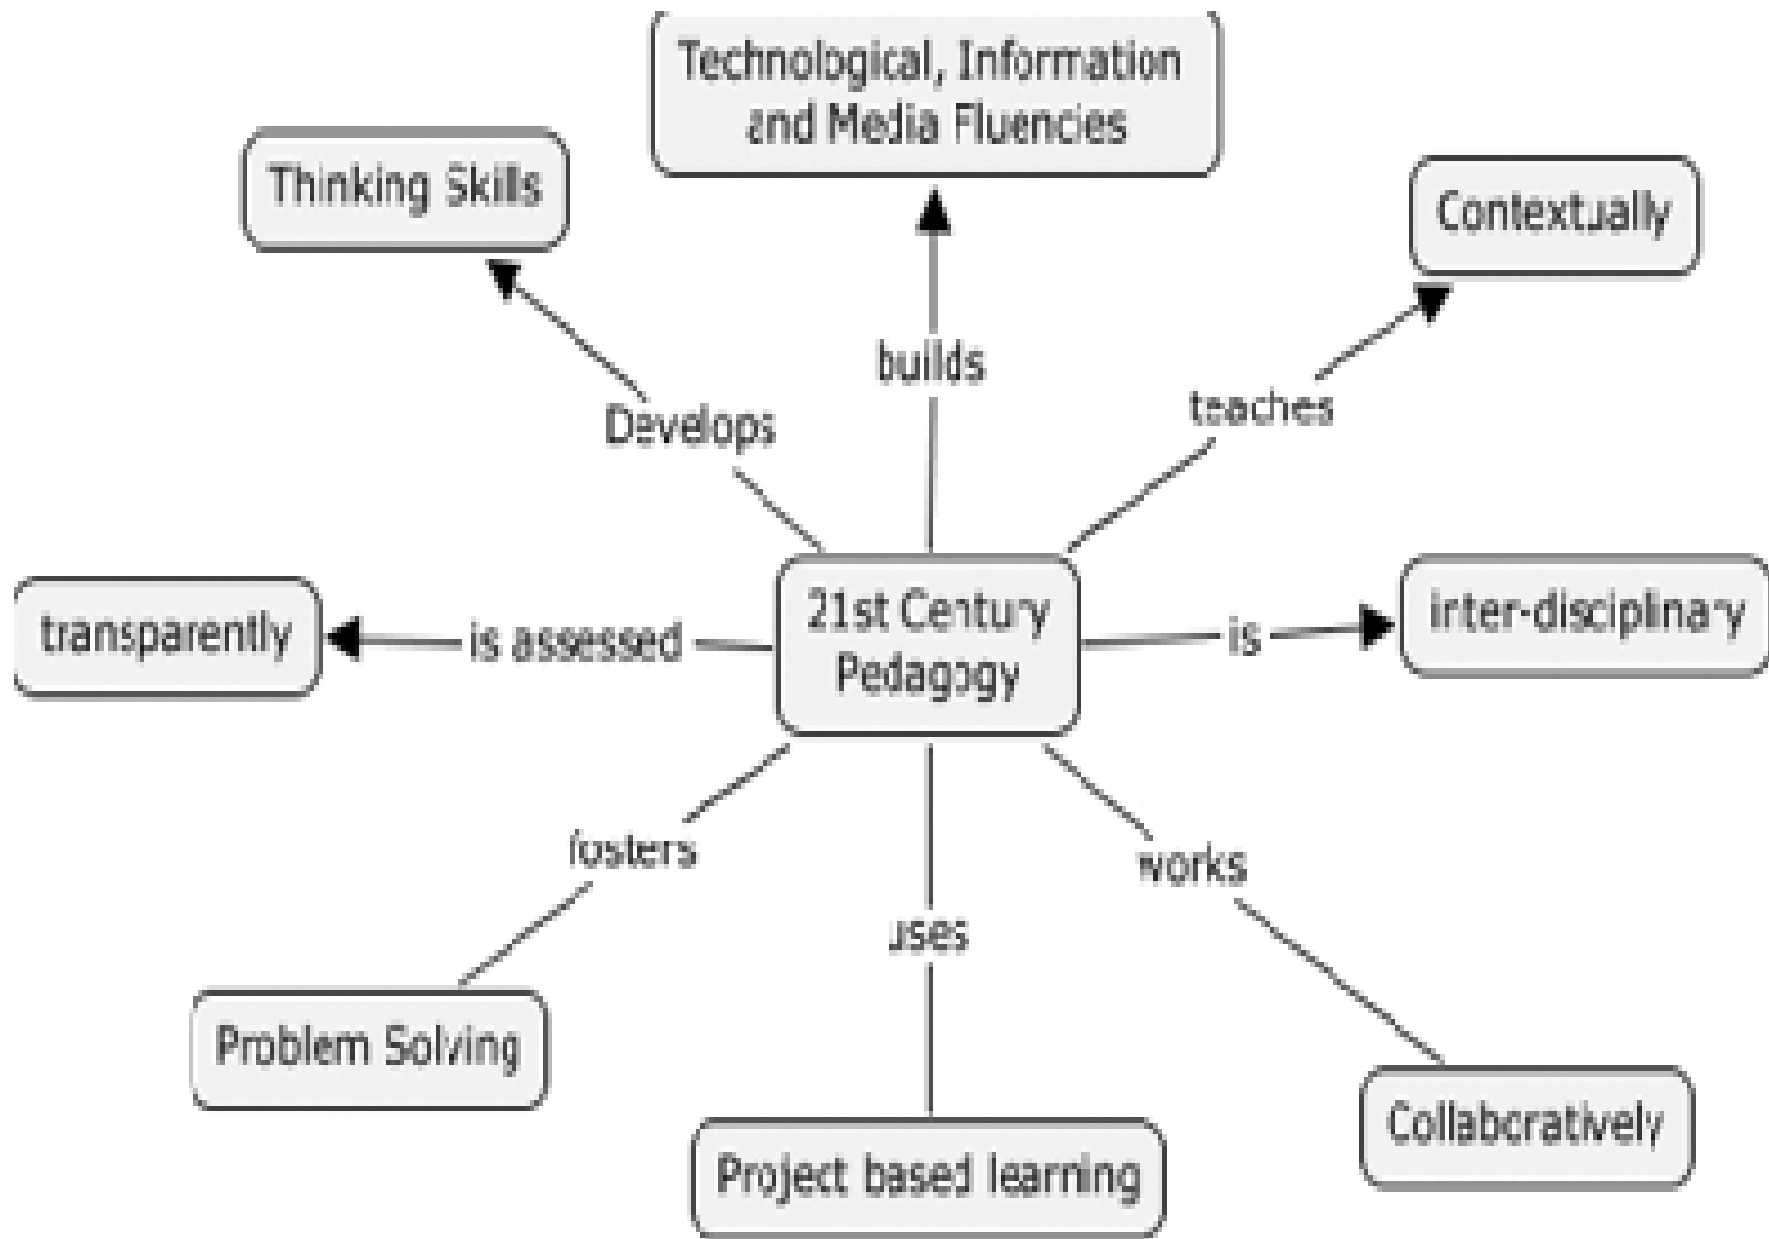 Technological, Information
and Media Fluencies
Thinking Skills
Contextually
builds
teaches
Develops
21st Century
Pedagogy
transparently
is assessed
is
inter-disciplinary
fosters
works
uses
Problem Solving
Collaboratively
Project based learning